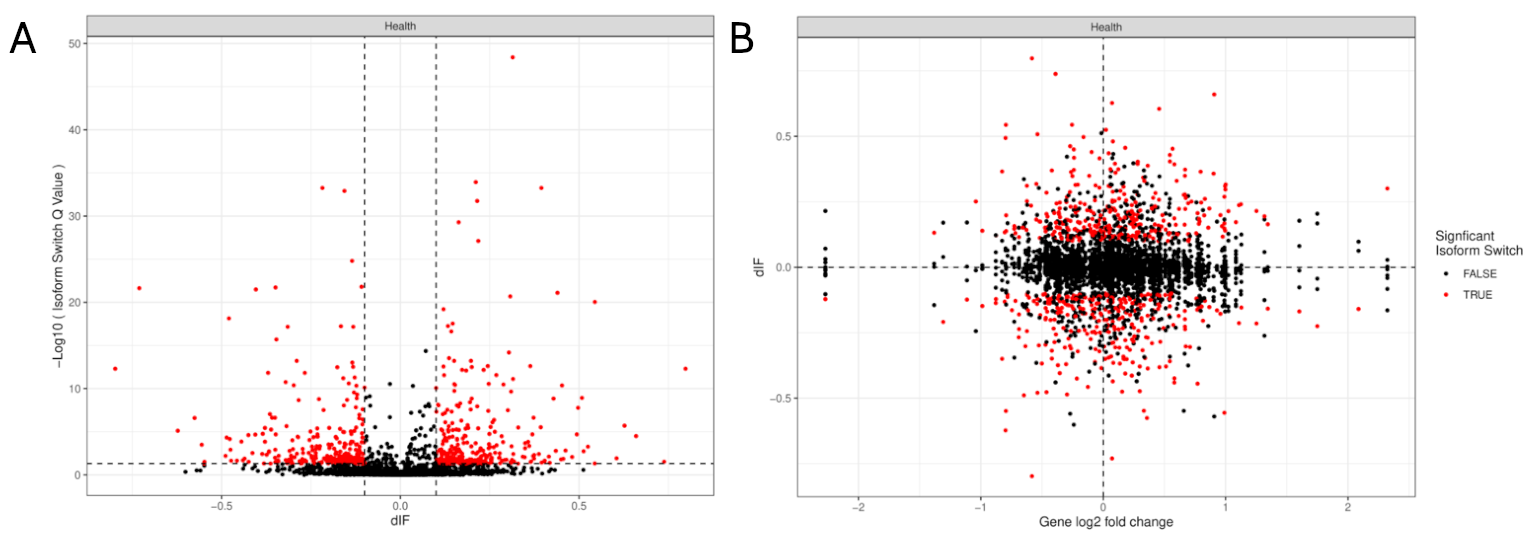 A
Health
50
40
30
20
10
0
−Log10 ( Isoform Switch Q Value )
−0.5
0.0
0.5
dIF
B
Health
0.5
0.0
−0.5
dIF
−2
−1
0
1
2
Gene log2 fold change
Signficant
Isoform Switch
FALSE
TRUE